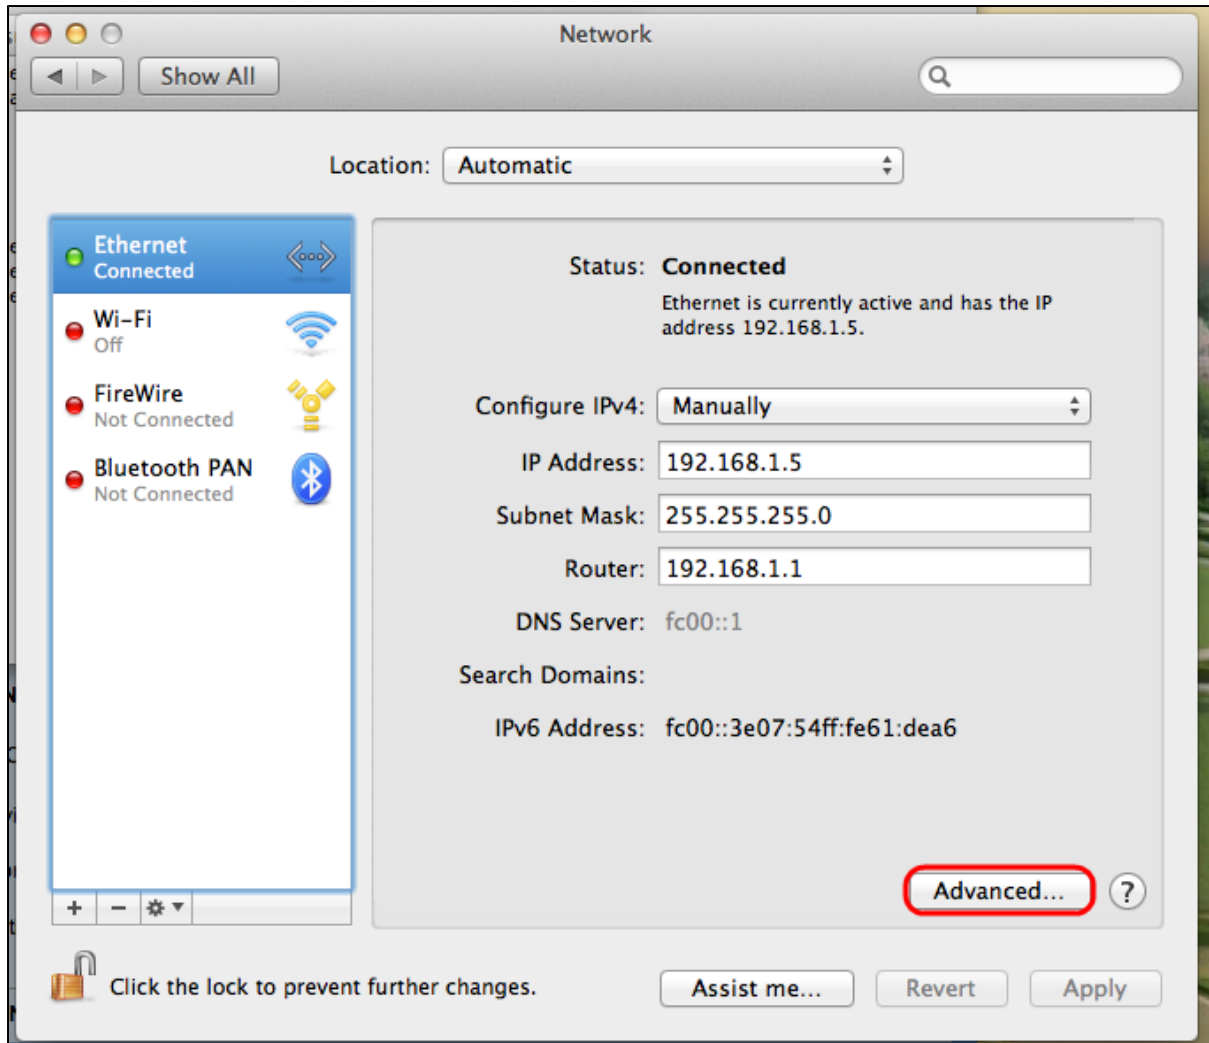 Network
Show All
Location: Automatic
Ethernet
Connected
Wi-Fi
Off
FireWire
Not Connected
Bluetooth PAN
Not Connected
Status: Connected
Ethernet is currently active and has the IP
address 192.168.1.5.
Configure IPv4: Manually
IP Address: 192.168.1.5
Subnet Mask: 255.255.255.0
Router: 192.168.1.1
DNS Server: fc00::1
Search Domains:
IPv6 Address: fc00::3e07:54ff:fe61:dea6
Advanced... ?
+ −
Click the lock to prevent further changes.
Assist me... Revert Apply